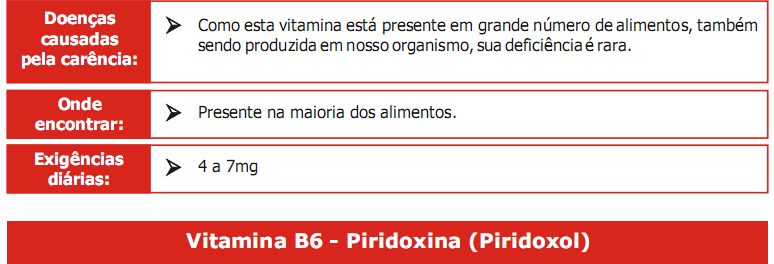 Doenças
causadas
pela carência:
Como esta vitamina está presente em grande número de alimentos, também
sendo produzida em nosso organismo, sua deficiência é rara.
Onde
encontrar:
Presente na maioria dos alimentos.
Exigências
diárias:
4 a 7mg
Vitamina B6 - Piridoxina (Piridoxol)